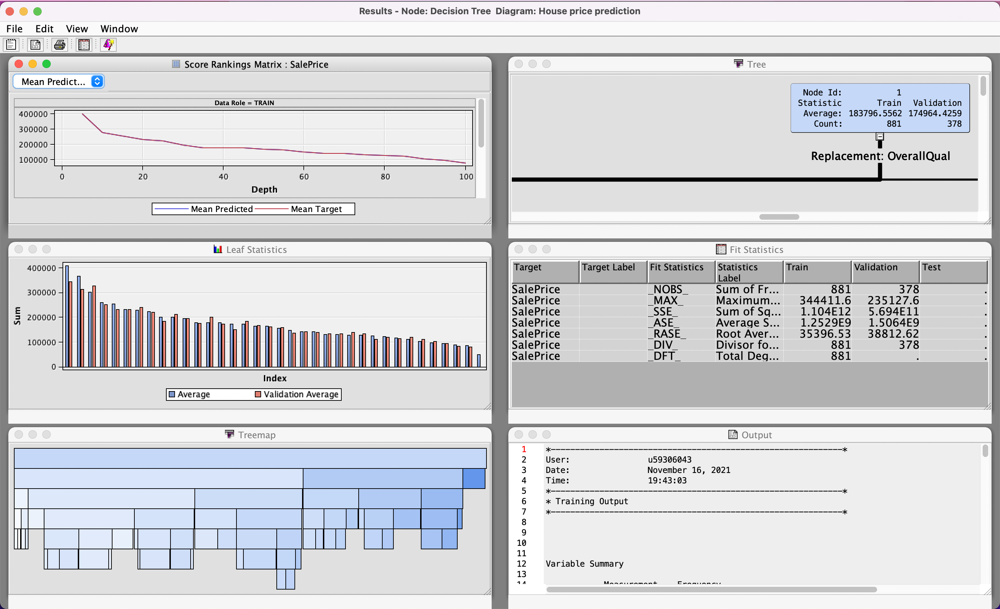 Results - Node: Decision Tree  Diagram: House price prediction
File Edit View Window
Score Rankings Matrix : SalePrice
Mean Predict...
Data Role = TRAIN
400000
300000
200000
100000
0 20 40 60 80 100
Depth
Mean Predicted Mean Target
Tree
Node Id: 1
Statistic Train Validation
Average: 183796.5562 174964.4259
Count: 881 378
Replacement: OverallQual
Leaf Statistics
Sum
400000
300000
200000
100000
0
Index
Average Validation Average
Fit Statistics
Target Target Label Fit Statistics Statistics Label Train Validation Test
SalePrice _NOBS_ Sum of Fr... 881 378 .
SalePrice _MAX_ Maximum... 344411.6 235127.6 .
SalePrice _SSE_ Sum of Sq... 1.104E12 5.694E11 .
SalePrice _ASE_ Average S... 1.2529E9 1.5064E9 .
SalePrice _RASE_ Root Aver... 35396.53 38812.62 .
SalePrice _DIV_ Divisor fo... 881 378 .
SalePrice _DFT_ Total Deg... 881 . .
Treemap
Output
1 *------------------------------------------------------------*
2 User: u59306043
3 Date: November 16, 2021
4 Time: 19:43:03
5 *------------------------------------------------------------*
6 * Training Output
7 *------------------------------------------------------------*
8
9
10
11
12 Variable Summary
13
14 Measurement Frequency